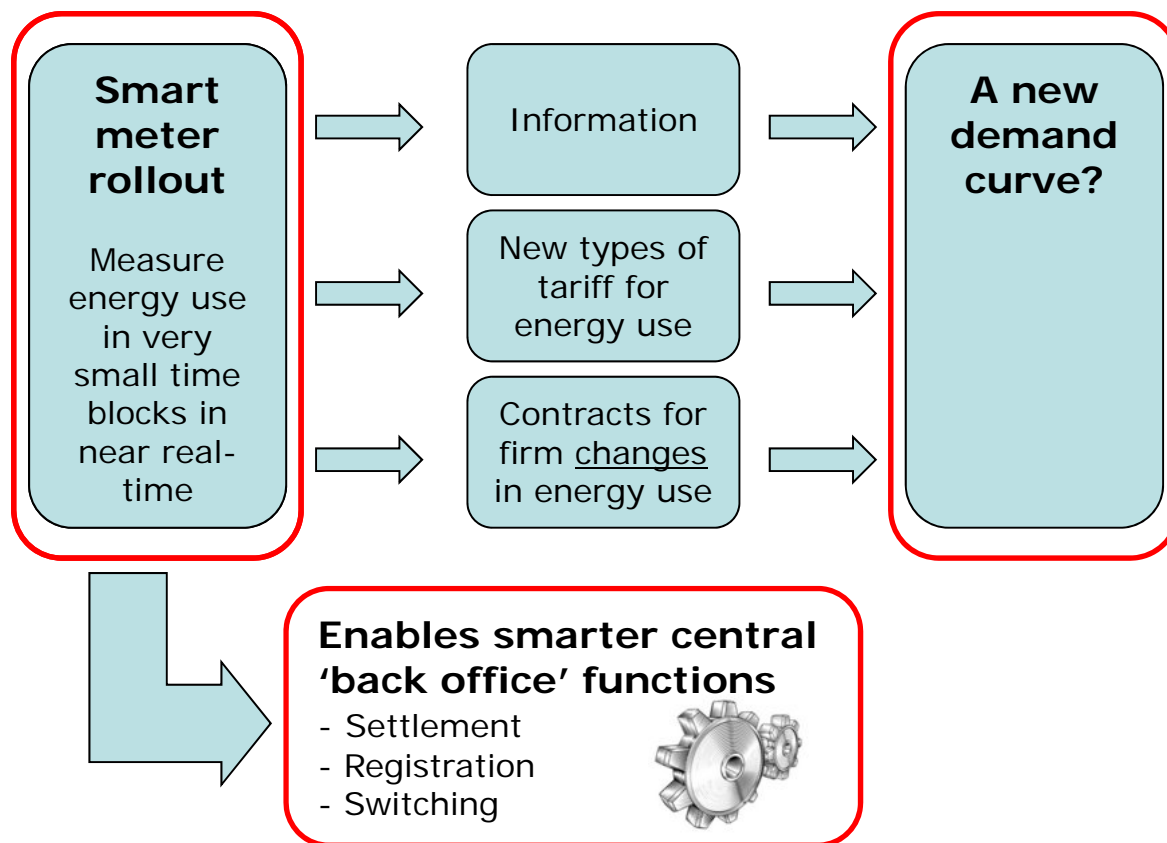 Smart
meter
rollout
Measure
energy use
in very
small time
blocks in
near real-
time
Information
New types of
tariff for
energy use
Contracts for
firm changes
in energy use
A new
demand
curve?
Enables smarter central
‘back office’ functions
- Settlement
- Registration
- Switching